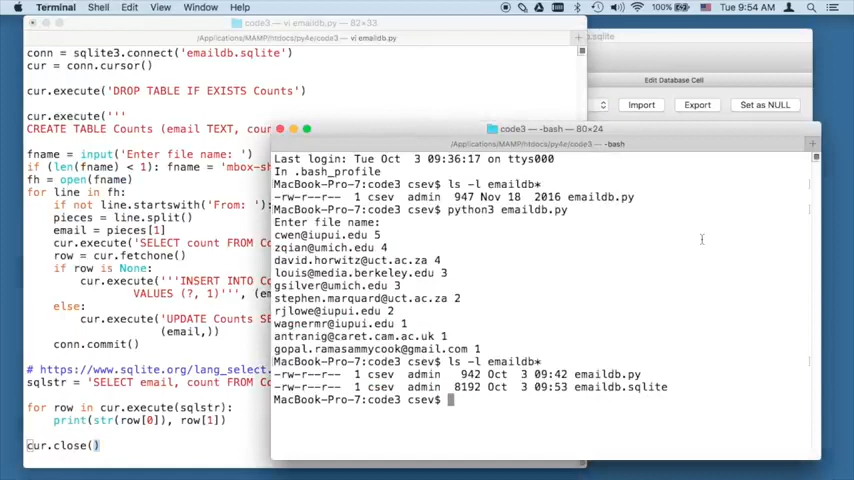 Terminal Shell Edit View Window Help
100% Tue 9:54 AM
code3 — vi emaildb.py — 82×33
/Applications/MAMP/htdocs/py4e/code3 — vi emaildb.py
conn = sqlite3.connect('emaildb.sqlite')
cur = conn.cursor()
cur.execute('DROP TABLE IF EXISTS Counts')
cur.execute('''
CREATE TABLE Counts (email TEXT, cou
fname = input('Enter file name: ')
if (len(fname) < 1): fname = 'mbox-sh
fh = open(fname)
for line in fh:
if not line.startswith('From: '):
pieces = line.split()
email = pieces[1]
cur.execute('SELECT count FROM Co
row = cur.fetchone()
if row is None:
cur.execute('''INSERT INTO Co
VALUES (?, 1)''', (em
else:
cur.execute('UPDATE Counts SE
(email,))
conn.commit()
# https://www.sqlite.org/lang_select.
sqlstr = 'SELECT email, count FROM Co
for row in cur.execute(sqlstr):
print(str(row[0]), row[1])
cur.close()
.sqlite
Edit Database Cell
Import Export Set as NULL
code3 — -bash — 80×24
/Applications/MAMP/htdocs/py4e/code3 — -bash
Last login: Tue Oct 3 09:36:17 on ttys000
In .bash_profile
MacBook-Pro-7:code3 csev$ ls -l emaildb*
-rw-r--r-- 1 csev admin 947 Nov 18 2016 emaildb.py
MacBook-Pro-7:code3 csev$ python3 emaildb.py
Enter file name:
cwen@iupui.edu 5
zqian@umich.edu 4
david.horwitz@uct.ac.za 4
louis@media.berkeley.edu 3
gsilver@umich.edu 3
stephen.marquard@uct.ac.za 2
rjlowe@iupui.edu 2
wagnermr@iupui.edu 1
antranig@caret.cam.ac.uk 1
gopal.ramasammycook@gmail.com 1
MacBook-Pro-7:code3 csev$ ls -l emaildb*
-rw-r--r-- 1 csev admin 942 Oct 3 09:42 emaildb.py
-rw-r--r-- 1 csev admin 8192 Oct 3 09:53 emaildb.sqlite
MacBook-Pro-7:code3 csev$